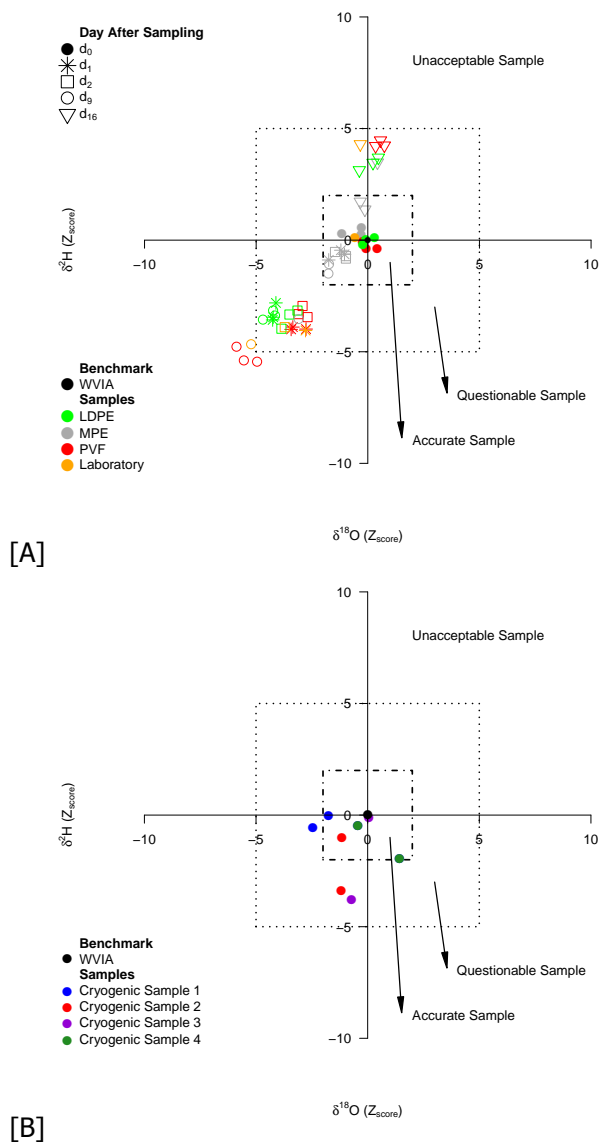 10
Day After Sampling
d0
d1
d2
d9
d16
Unacceptable Sample
5
δ²H (Zscore)
−10 −5 0 0 5 10
−5
Benchmark
WVIA
Samples
LDPE
MPE
PVF
Laboratory
Questionable Sample
Accurate Sample
−10
δ¹⁸O (Zscore)
[A]
10
Unacceptable Sample
5
δ²H (Zscore)
−10 −5 0 0 5 10
−5
Benchmark
WVIA
Samples
Cryogenic Sample 1
Cryogenic Sample 2
Cryogenic Sample 3
Cryogenic Sample 4
Questionable Sample
Accurate Sample
−10
δ¹⁸O (Zscore)
[B]